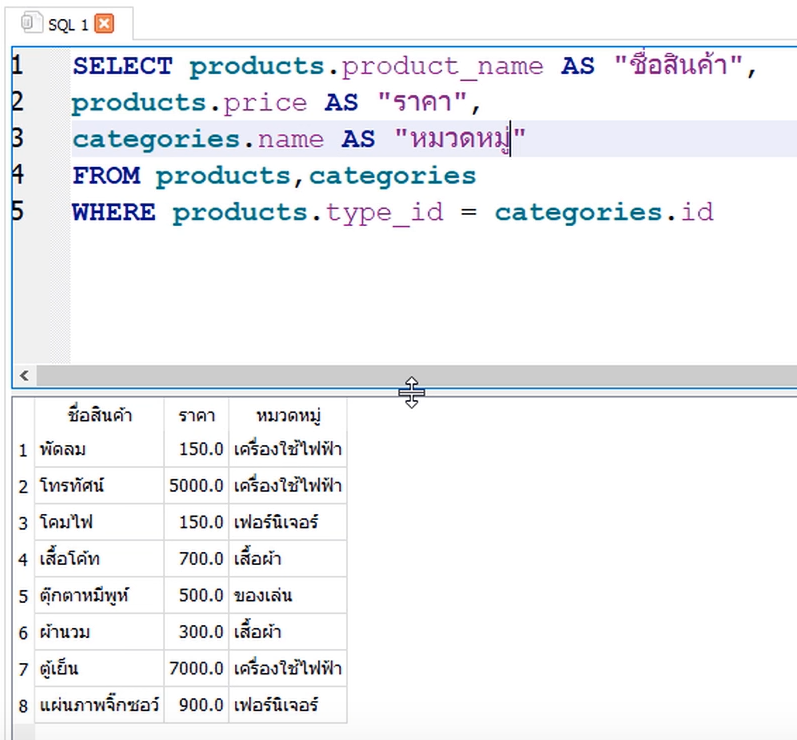 SQL 1
1 SELECT products.product_name AS "ชื่อสินค้า",
2 products.price AS "ราคา",
3 categories.name AS "หมวดหมู่"
4 FROM products,categories
5 WHERE products.type_id = categories.id
ชื่อสินค้า ราคา หมวดหมู่
1 พัดลม 150.0 เครื่องใช้ไฟฟ้า
2 โทรทัศน์ 5000.0 เครื่องใช้ไฟฟ้า
3 โคมไฟ 150.0 เฟอร์นิเจอร์
4 เสื้อโค้ท 700.0 เสื้อผ้า
5 ตุ๊กตาหมีพูห์ 500.0 ของเล่น
6 ผ้านวม 300.0 เสื้อผ้า
7 ตู้เย็น 7000.0 เครื่องใช้ไฟฟ้า
8 แผ่นภาพจิ๊กซอว์ 900.0 เฟอร์นิเจอร์